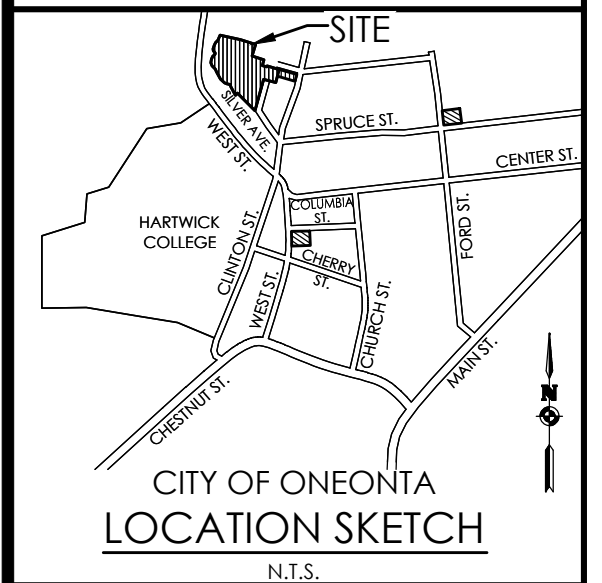 SITE
SILVER AVE.
WEST ST.
SPRUCE ST.
CENTER ST.
COLUMBIA
ST.
HARTWICK
COLLEGE
CLINTON ST.
FORD ST.
CHERRY
ST.
WEST ST.
CHURCH ST.
MAIN ST.
CHESTNUT ST.
N
CITY OF ONEONTA
LOCATION SKETCH
N.T.S.